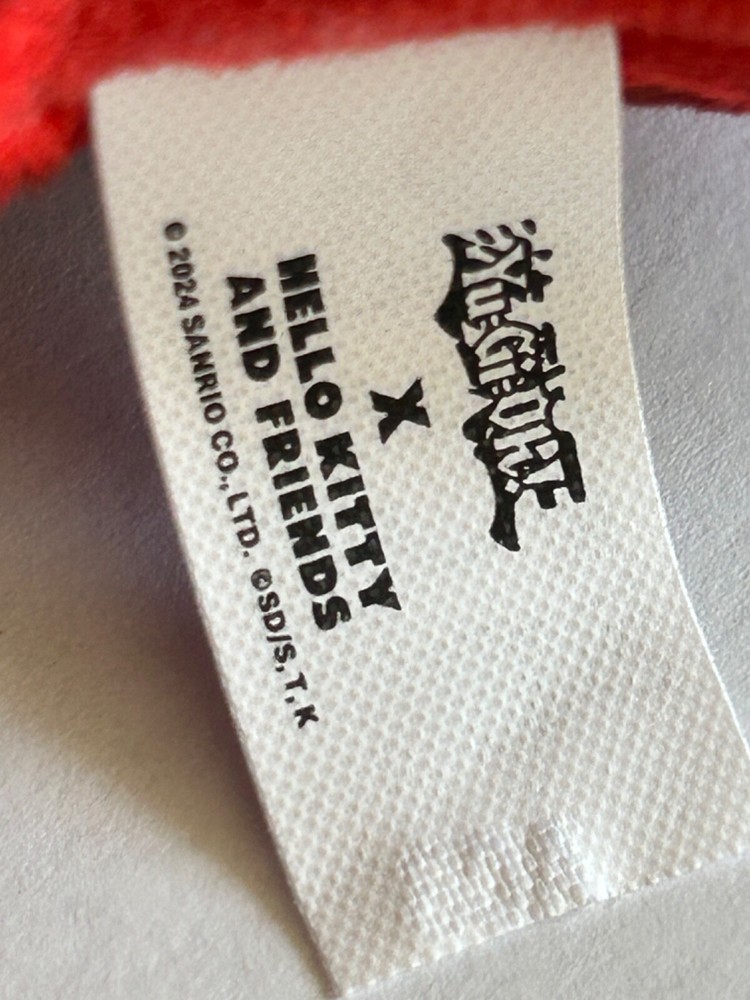 Yu-Gi-Oh!
X
HELLO KITTY
AND FRIENDS
© 2024 SANRIO CO., LTD. ©SD/S,T,K